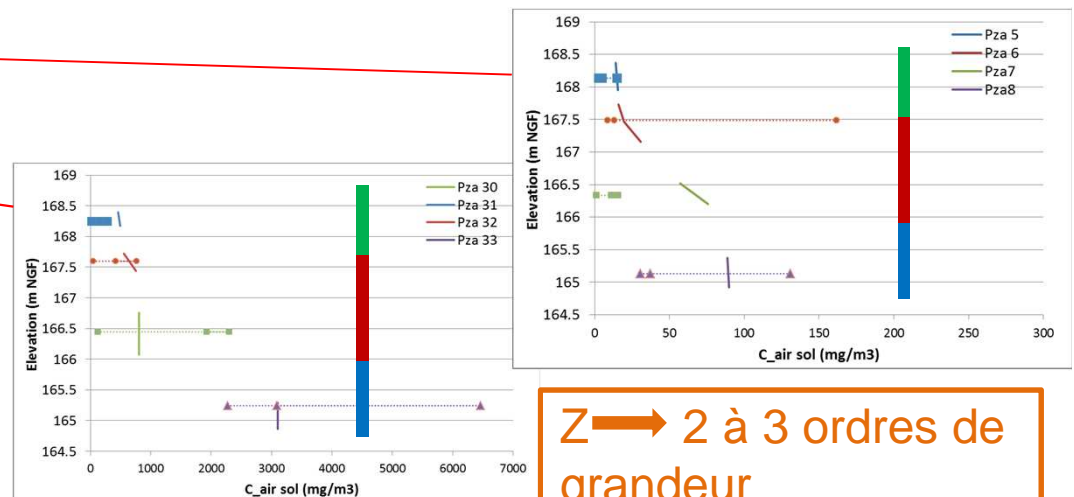 169
168.5
168
167.5
167
166.5
166
165.5
165
164.5
Elevation (m NGF)
0 50 100 150 200 250 300
C_air sol (mg/m3)
Pza 5
Pza 6
Pza7
Pza8
169
168.5
168
167.5
167
166.5
166
165.5
165
164.5
Elevation (m NGF)
0 1000 2000 3000 4000 5000 6000 7000
C_air sol (mg/m3)
Pza 30
Pza 31
Pza 32
Pza 33
Z → 2 à 3 ordres de
grandeur